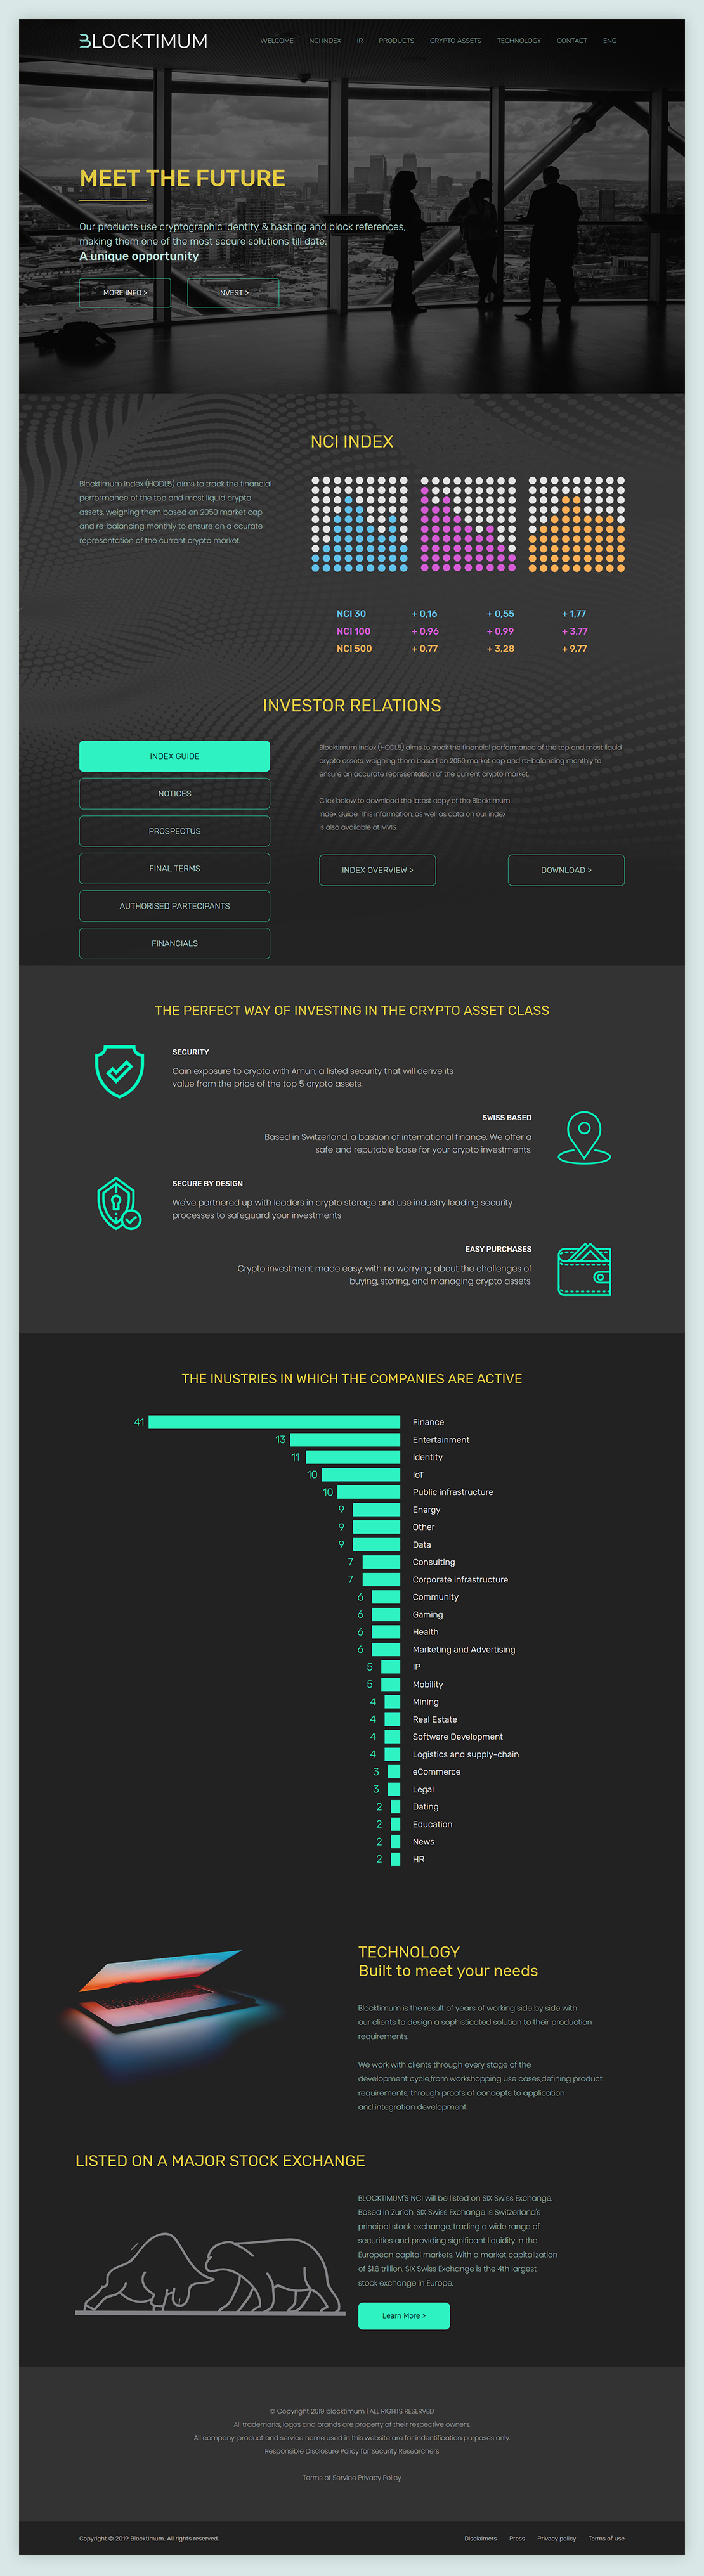 BLOCKTIMUM
WELCOME NCI INDEX IR PRODUCTS CRYPTO ASSETS TECHNOLOGY CONTACT ENG
MEET THE FUTURE
Our products use cryptographic identity & hashing and block references,
making them one of the most secure solutions till date.
A unique opportunity
MORE INFO > INVEST >
NCI INDEX
Blocktimum Index (HODL5) aims to track the financial
performance of the top and most liquid crypto
assets, weighing them based on 2050 market cap
and re-balancing monthly to ensure an a ccurate
representation of the current crypto market.
NCI 30 + 0,16 + 0,55 + 1,77
NCI 100 + 0,96 + 0,99 + 3,77
NCI 500 + 0,77 + 3,28 + 9,77
INVESTOR RELATIONS
INDEX GUIDE
NOTICES
PROSPECTUS
FINAL TERMS
AUTHORISED PARTECIPANTS
FINANCIALS
Blocktimum Index (HODL5) aims to track the financial performance of the top and most liquid
crypto assets, weighing them based on 2050 market cap and re-balancing monthly to
ensure an accurate representation of the current crypto market.
Click below to download the latest copy of the Blocktimum
Index Guide. This information, as well as data on our index
is also available at MVIS.
INDEX OVERVIEW > DOWNLOAD >
THE PERFECT WAY OF INVESTING IN THE CRYPTO ASSET CLASS
SECURITY
Gain exposure to crypto with Amun, a listed security that will derive its
value from the price of the top 5 crypto assets.
SWISS BASED
Based in Switzerland, a bastion of international finance. We offer a
safe and reputable base for your crypto investments.
SECURE BY DESIGN
We've partnered up with leaders in crypto storage and use industry leading security
processes to safeguard your investments
EASY PURCHASES
Crypto investment made easy, with no worrying about the challenges of
buying, storing, and managing crypto assets.
THE INUSTRIES IN WHICH THE COMPANIES ARE ACTIVE
41 Finance
13 Entertainment
11 Identity
10 IoT
10 Public infrastructure
9 Energy
9 Other
9 Data
7 Consulting
7 Corporate infrastructure
6 Community
6 Gaming
6 Health
6 Marketing and Advertising
5 IP
5 Mobility
4 Mining
4 Real Estate
4 Software Development
4 Logistics and supply-chain
3 eCommerce
3 Legal
2 Dating
2 Education
2 News
2 HR
TECHNOLOGY
Built to meet your needs
Blocktimum is the result of years of working side by side with
our clients to design a sophisticated solution to their production
requirements.
We work with clients through every stage of the
development cycle,from workshopping use cases,defining product
requirements, through proofs of concepts to application
and integration development.
LISTED ON A MAJOR STOCK EXCHANGE
BLOCKTIMUM'S NCI will be listed on SIX Swiss Exchange.
Based in Zurich, SIX Swiss Exchange is Switzerland's
principal stock exchange, trading a wide range of
securities and providing significant liquidity in the
European capital markets. With a market capitalization
of $1.6 trillion, SIX Swiss Exchange is the 4th largest
stock exchange in Europe.
Learn More >
© Copyright 2019 blocktimum | ALL RIGHTS RESERVED
All trademarks, logos and brands are property of their respective owners.
All company, product and service name used in this website are for indentification purposes only.
Responsible Disclosure Policy for Security Researchers
Terms of Service Privacy Policy
Copyright © 2019 Blocktimum. All rights reserved. Disclaimers Press Privacy policy Terms of use